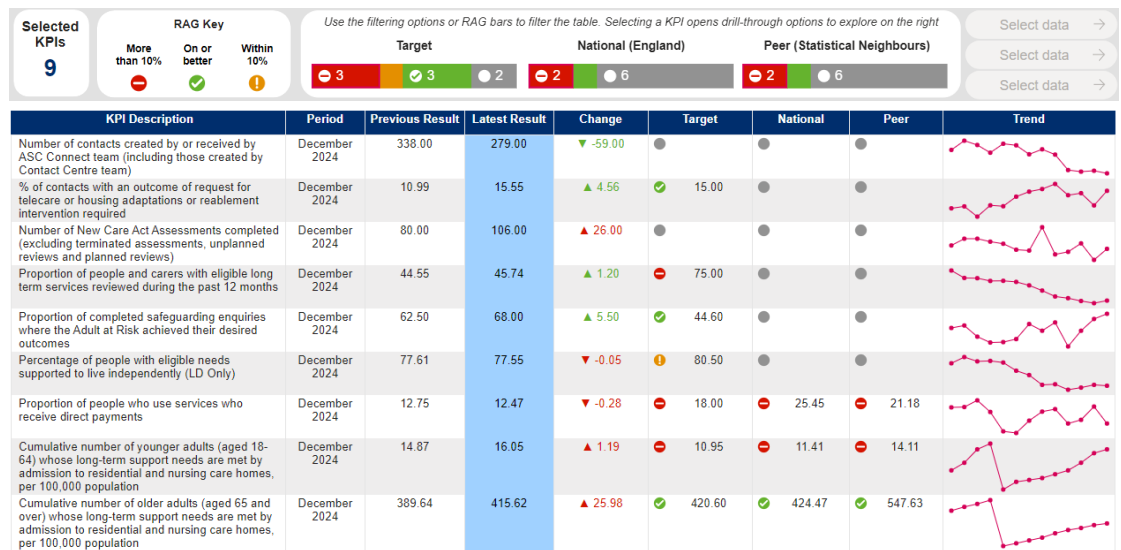 Selected
KPIs
9
RAG Key
More
than 10%
On or
better
Within
10%
Use the filtering options or RAG bars to filter the table. Selecting a KPI opens drill-through options to explore on the right
Target
3
3
2
National (England)
2
6
Peer (Statistical Neighbours)
2
6
Select data
Select data
Select data
KPI Description Period Previous Result Latest Result Change Target National Peer Trend
Number of contacts created by or received by
ASC Connect team (including those created by
Contact Centre team)
December
2024
338.00 279.00 -59.00
% of contacts with an outcome of request for
telecare or housing adaptations or reablement
intervention required
December
2024
10.99 15.55 4.56 15.00
Number of New Care Act Assessments completed
(excluding terminated assessments, unplanned
reviews and planned reviews)
December
2024
80.00 106.00 26.00
Proportion of people and carers with eligible long
term services reviewed during the past 12 months
December
2024
44.55 45.74 1.20 75.00
Proportion of completed safeguarding enquiries
where the Adult at Risk achieved their desired
outcomes
December
2024
62.50 68.00 5.50 44.60
Percentage of people with eligible needs
supported to live independently (LD Only)
December
2024
77.61 77.55 -0.05 80.50
Proportion of people who use services who
receive direct payments
December
2024
12.75 12.47 -0.28 18.00 25.45 21.18
Cumulative number of younger adults (aged 18-
64) whose long-term support needs are met by
admission to residential and nursing care homes,
per 100,000 population
December
2024
14.87 16.05 1.19 10.95 11.41 14.11
Cumulative number of older adults (aged 65 and
over) whose long-term support needs are met by
admission to residential and nursing care homes,
per 100,000 population
December
2024
389.64 415.62 25.98 420.60 424.47 547.63